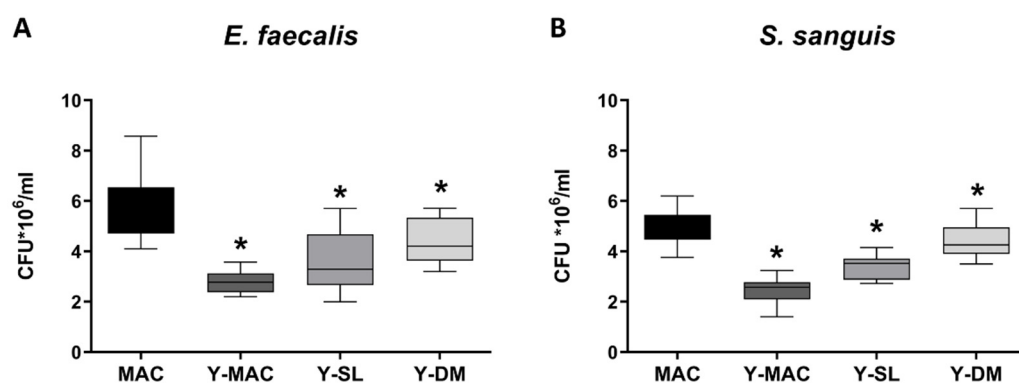 A
E. faecalis
CFU*10⁶/ml
10
8
6
4
2
0
* * *
MAC Y-MAC Y-SL Y-DM
B
S. sanguis
CFU *10⁶/ml
10
8
6
4
2
0
* * *
MAC Y-MAC Y-SL Y-DM